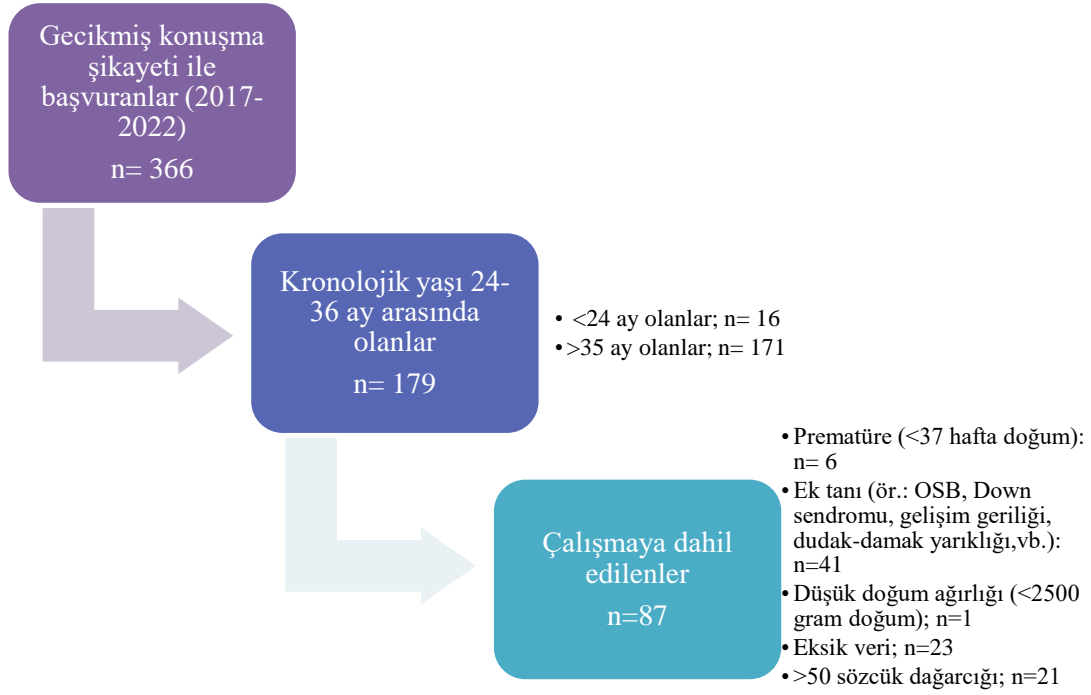 Gecikmiş konuşma
şikayeti ile
başvuranlar (2017-
2022)
n= 366
Kronolojik yaşı 24-
36 ay arasında
olanlar
n= 179
• <24 ay olanlar; n= 16
• >35 ay olanlar; n= 171
Çalışmaya dahil
edilenler
n=87
• Prematüre (<37 hafta doğum):
n= 6
• Ek tanı (ör.: OSB, Down
sendromu, gelişim geriliği,
dudak-damak yarıklığı,vb.):
n=41
• Düşük doğum ağırlığı (<2500
gram doğum); n=1
• Eksik veri; n=23
• >50 sözcük dağarcığı; n=21